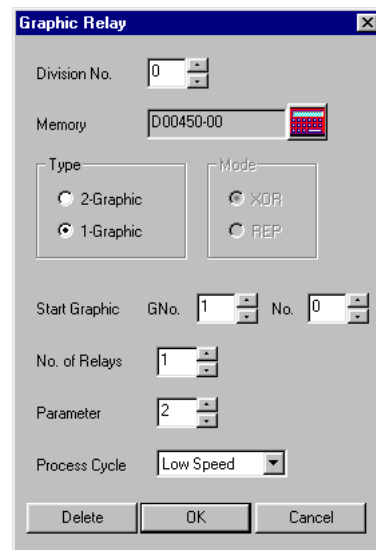 Graphic Relay
Division No. 0
Memory D00450-00
Type Mode
2-Graphic XOR
1-Graphic REP
Start Graphic GNo. 1 No. 0
No. of Relays 1
Parameter 2
Process Cycle Low Speed
Delete OK Cancel